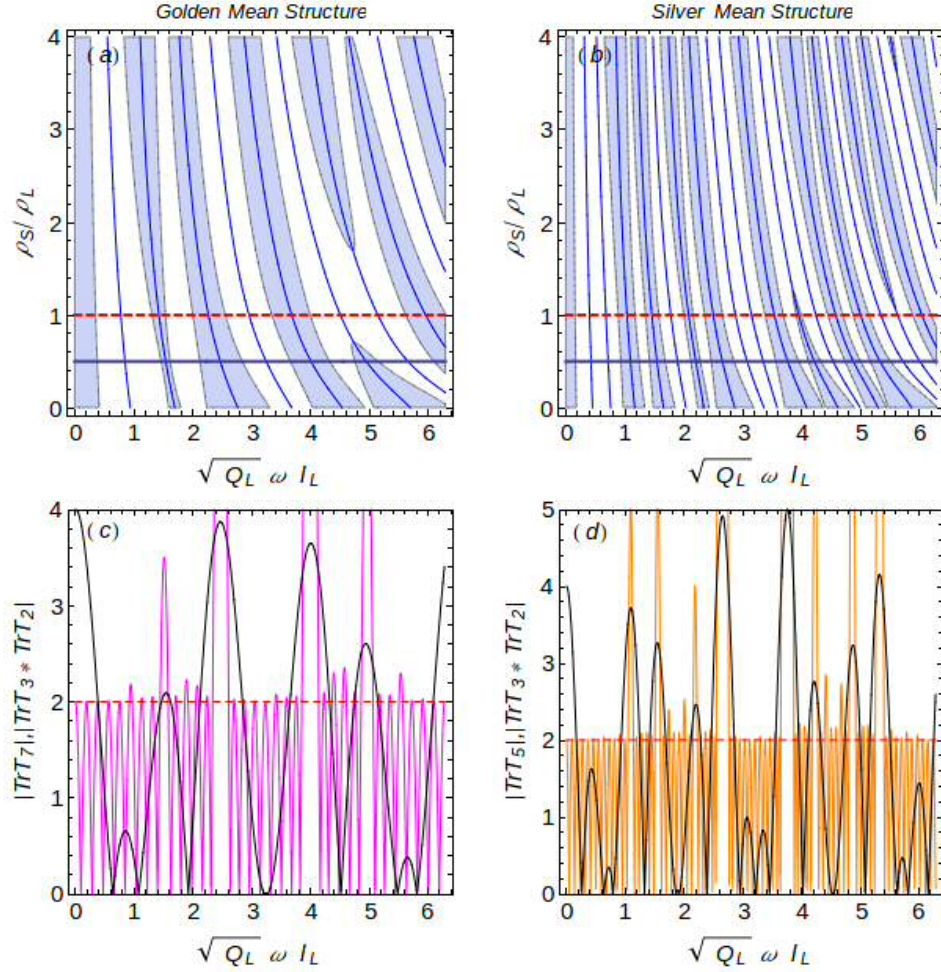 Golden Mean Structure
Silver Mean Structure
(a)
(b)
4
3
2
1
0
ρS/ ρL
4
3
2
1
0
ρS/ ρL
0 1 2 3 4 5 6
0 1 2 3 4 5 6
√QL ω lL
√QL ω lL
(c)
(d)
4
3
2
1
0
|TrT7|,|TrT3* TrT2|
5
4
3
2
1
0
|TrT5|,|TrT3* TrT2|
0 1 2 3 4 5 6
0 1 2 3 4 5 6
√QL ω lL
√QL ω lL